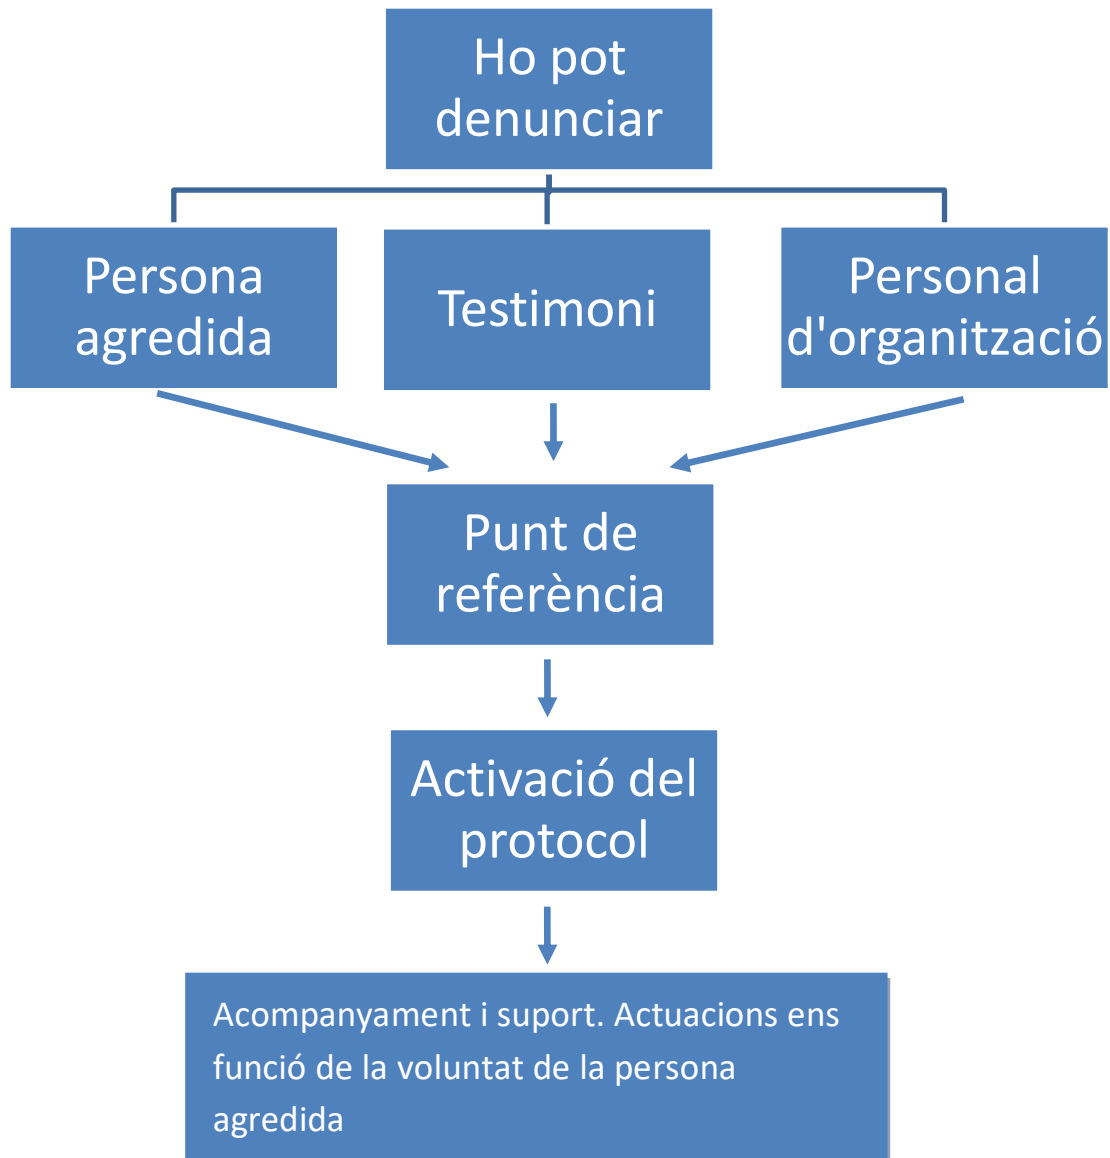 Ho pot
denunciar
Persona
agredida
Testimoni
Personal
d'organització
Punt de
referència
Activació del
protocol
Acompanyament i suport. Actuacions ens
funció de la voluntat de la persona
agredida